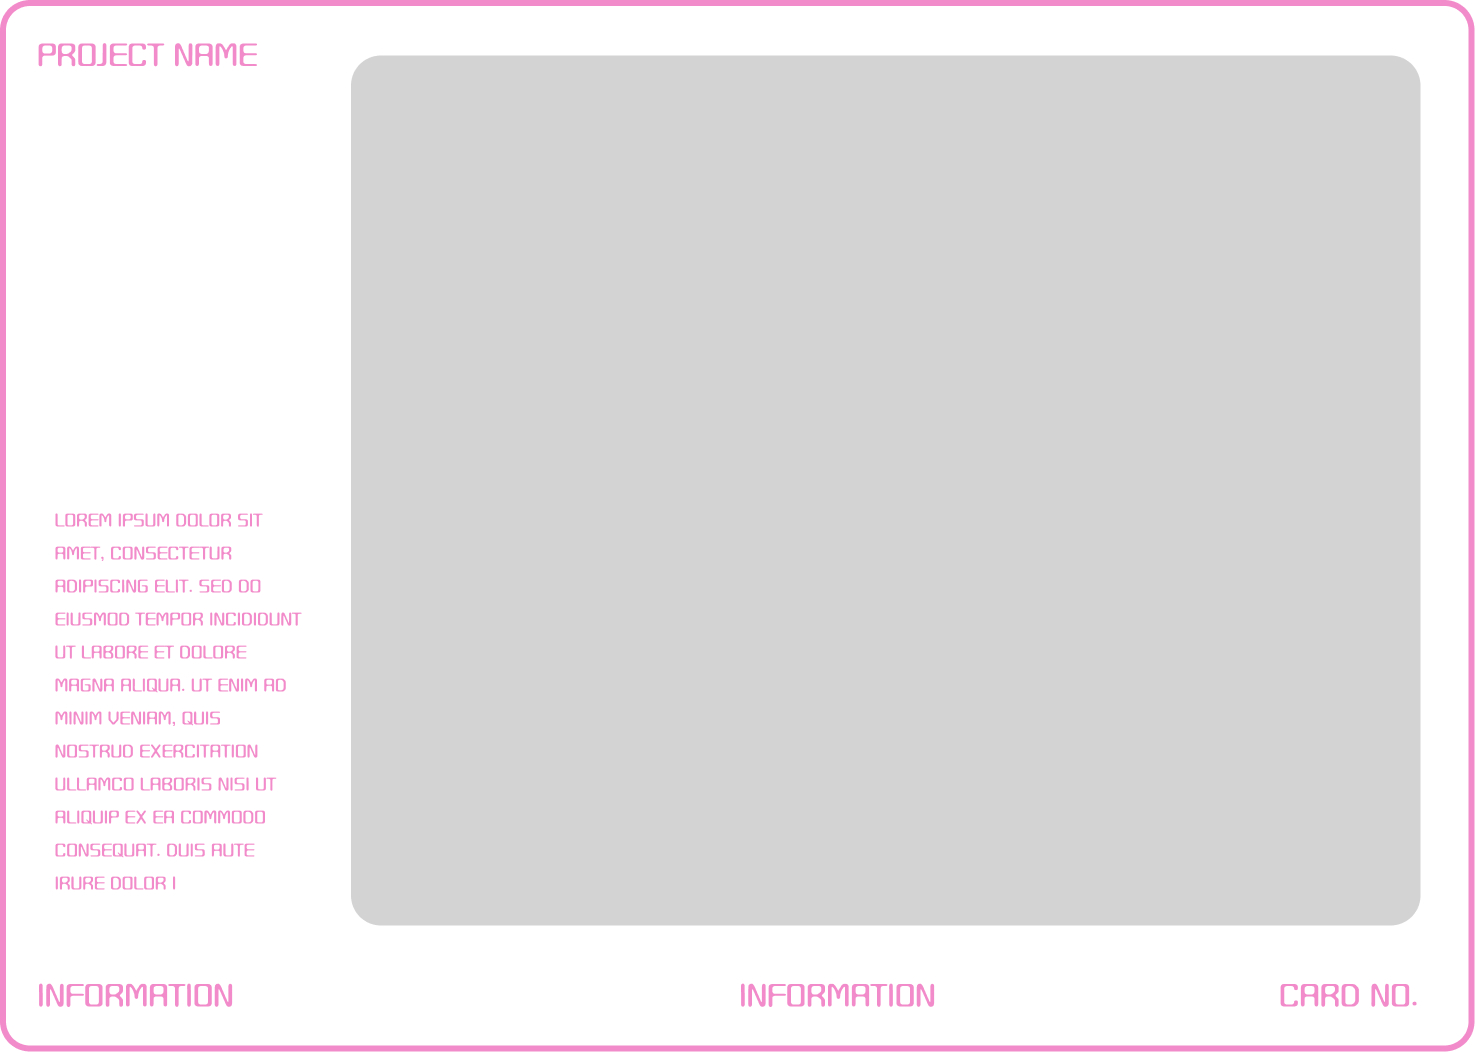 PROJECT NAME
LOREM IPSUM DOLOR SIT
AMET, CONSECTETUR
ADIPISCING ELIT. SED DO
EIUSMOD TEMPOR INCIDIDUNT
UT LABORE ET DOLORE
MAGNA ALIQUA. UT ENIM AD
MINIM VENIAM, QUIS
NOSTRUD EXERCITATION
ULLAMCO LABORIS NISI UT
ALIQUIP EX EA COMMODO
CONSEQUAT. DUIS AUTE
IRURE DOLOR I
INFORMATION
INFORMATION
CARD NO.